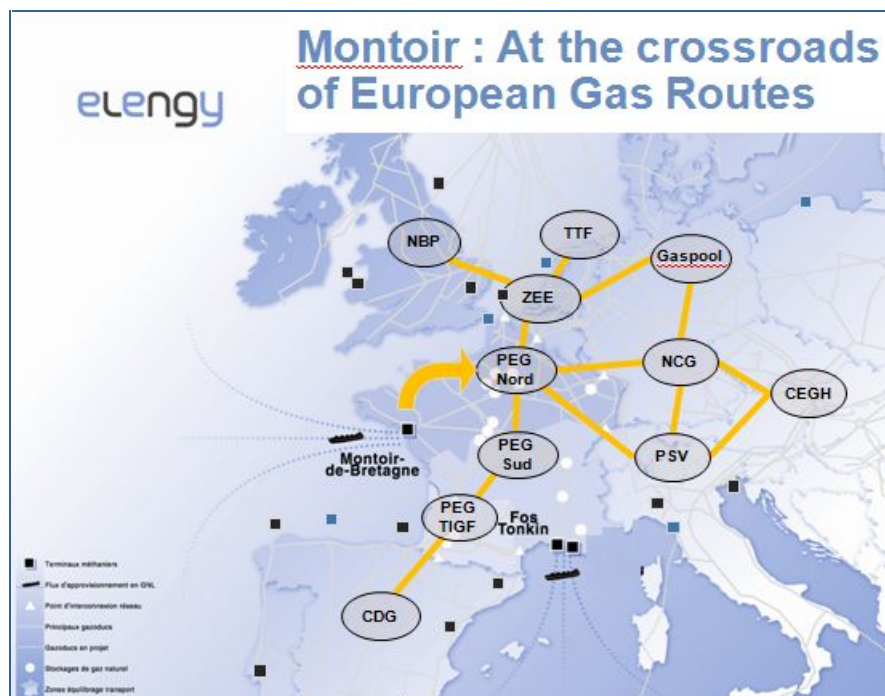 Montoir : At the crossroads
of European Gas Routes
elengy
NBP
TTF
Gaspool
ZEE
PEG
Nord
NCG
CEGH
PEG
Sud
PSV
Montoir-
de-Bretagne
PEG
TIGF
Fos
Tonkin
CDG
Terminaux méthaniers
Flux d'approvisionnement en GNL
Point d'interconnexion réseau
Principaux gazoducs
Gazoducs en projet
Stockages de gaz naturel
Zones équilibrage transport